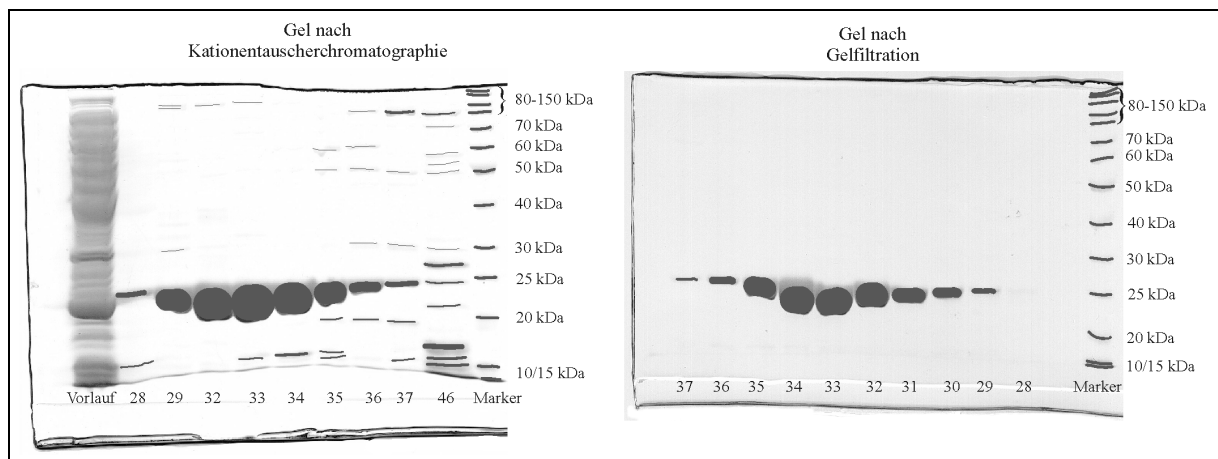 Gel nach
Kationentauscherchromatographie
80-150 kDa
70 kDa
60 kDa
50 kDa
40 kDa
30 kDa
25 kDa
20 kDa
10/15 kDa
Vorlauf 28 29 32 33 34 35 36 37 46 Marker
Gel nach
Gelfiltration
80-150 kDa
70 kDa
60 kDa
50 kDa
40 kDa
30 kDa
25 kDa
20 kDa
10/15 kDa
37 36 35 34 33 32 31 30 29 28 Marker